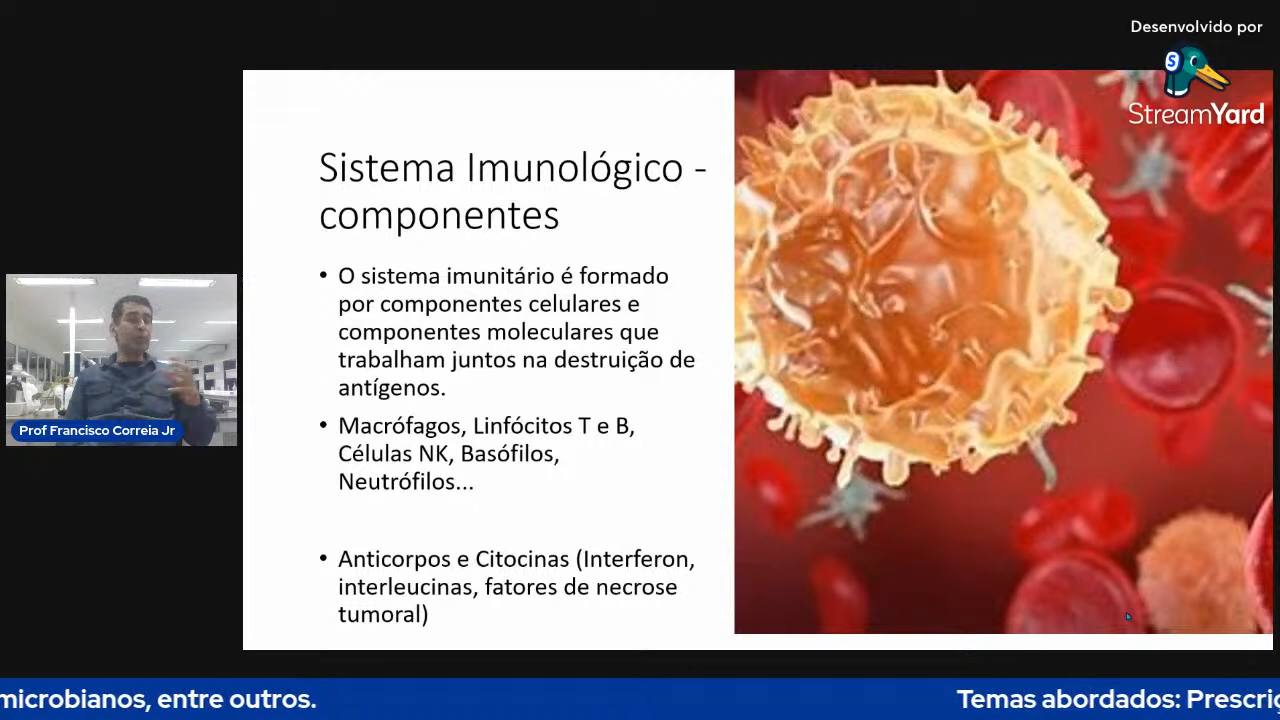 Desenvolvido por
StreamYard
Sistema Imunológico -
componentes
• O sistema imunitário é formado
por componentes celulares e
componentes moleculares que
trabalham juntos na destruição de
antígenos.
• Macrófagos, Linfócitos T e B,
Células NK, Basófilos,
Neutrófilos...
• Anticorpos e Citocinas (Interferon,
interleucinas, fatores de necrose
tumoral)
Prof Francisco Correia Jr
microbianos, entre outros.
Temas abordados: